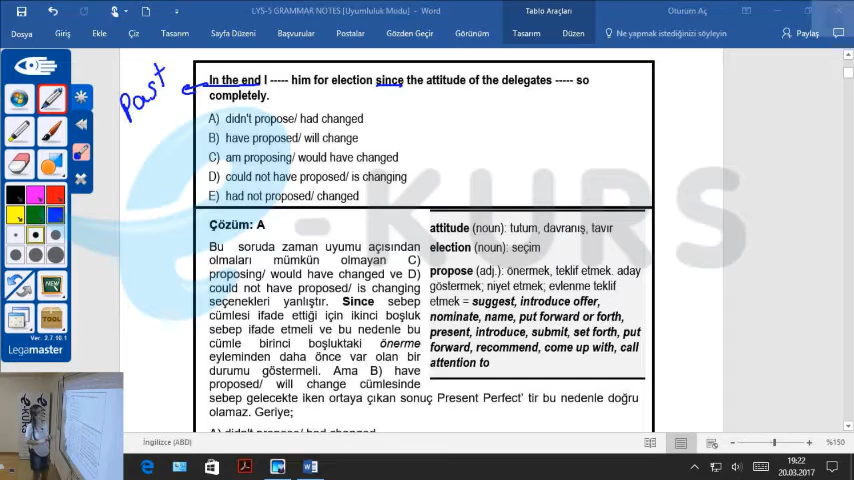 LYS-5 GRAMMAR NOTES [Uyumluluk Modu] - Word
Tablo Araçları
Oturum Aç
Dosya Giriş Ekle Çiz Tasarım Sayfa Düzeni Başvurular Postalar Gözden Geçir Görünüm Tasarım Düzen Ne yapmak istediğinizi söyleyin Paylaş
Past
In the end I ----- him for election since the attitude of the delegates ----- so
completely.
A) didn't propose/ had changed
B) have proposed/ will change
C) am proposing/ would have changed
D) could not have proposed/ is changing
E) had not proposed/ changed
Çözüm: A
Bu soruda zaman uyumu açısından
olmaları mümkün olmayan C)
proposing/ would have changed ve D)
could not have proposed/ is changing
seçenekleri yanlıştır. Since sebep
cümlesi ifade ettiği için ikinci boşluk
sebep ifade etmeli ve bu nedenle bu
cümle birinci boşluktaki önerme
eyleminden daha önce var olan bir
durumu göstermeli. Ama B) have
proposed/ will change cümlesinde
sebep gelecekte iken ortaya çıkan sonuç Present Perfect' tir bu nedenle doğru
olamaz. Geriye;
A) didn't propose/ had changed
attitude (noun): tutum, davranış, tavır
election (noun): seçim
propose (adj.): önermek, teklif etmek. aday
göstermek; niyet etmek; evlenme teklif
etmek = suggest, introduce offer,
nominate, name, put forward or forth,
present, introduce, submit, set forth, put
forward, recommend, come up with, call
attention to
e-KURS
NEW
TOOL
Ver. 2.7.10.1
Legamaster
İngilizce (ABD)
%150
19:22
20.03.2017